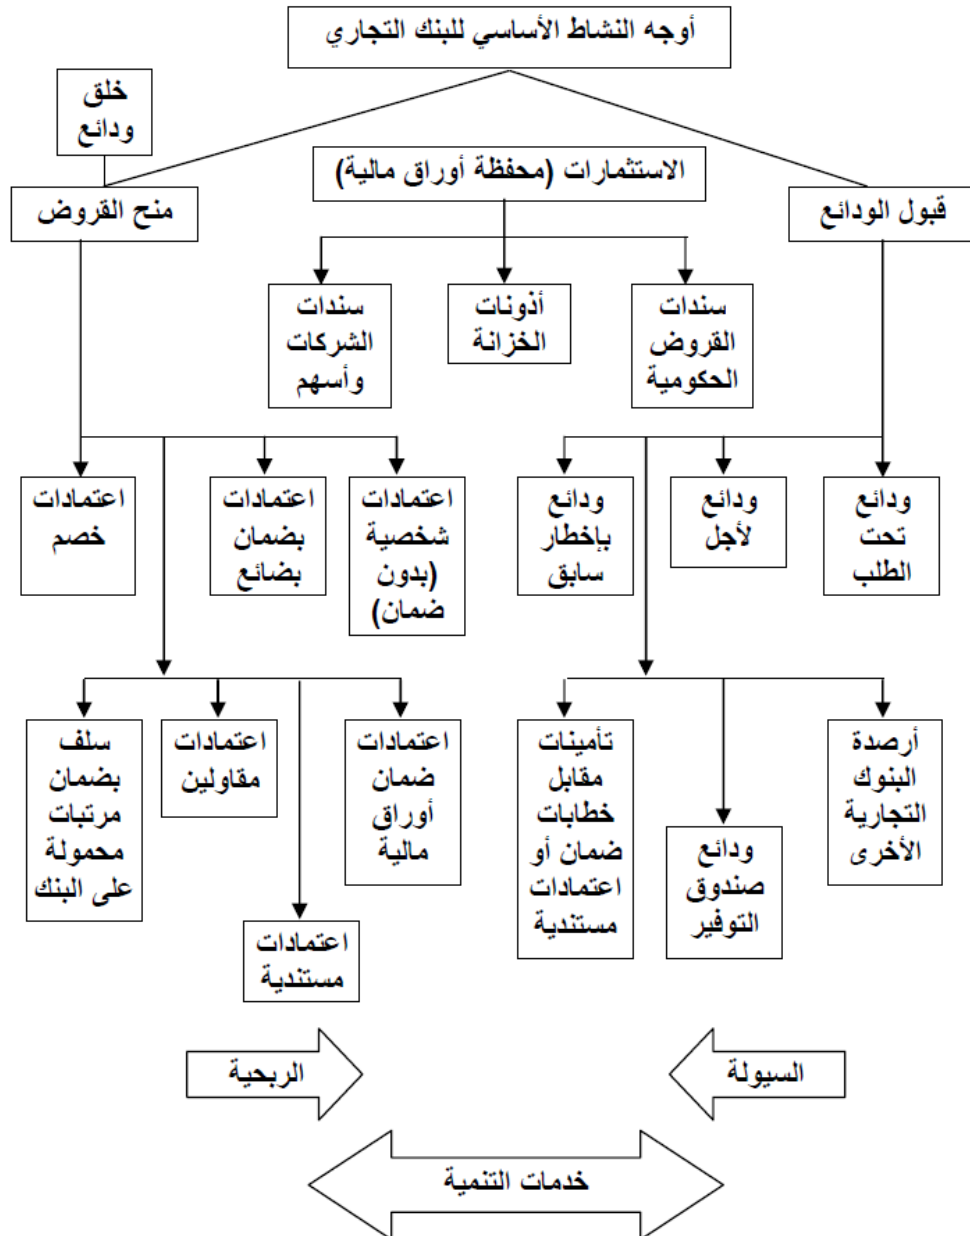 أوجه النشاط الأساسي للبنك التجاري
خلق
ودائع
الاستثمارات (محفظة أوراق مالية)
قبول الودائع
منح القروض
سندات
القروض
الحكومية
أذونات
الخزانة
سندات
الشركات
وأسهم
ودائع
تحت
الطلب
ودائع
لأجل
ودائع
بإخطار
سابق
اعتمادات
شخصية
(بدون
ضمان)
اعتمادات
بضمان
بضائع
اعتمادات
خصم
أرصدة
البنوك
التجارية
الأخرى
ودائع
صندوق
التوفير
تأمينات
مقابل
خطابات
ضمان أو
اعتمادات
مستندية
اعتمادات
ضمان
أوراق
مالية
اعتمادات
مستندية
اعتمادات
مقاولين
سلف
بضمان
مرتبات
محمولة
على البنك
السيولة
الربحية
خدمات التنمية